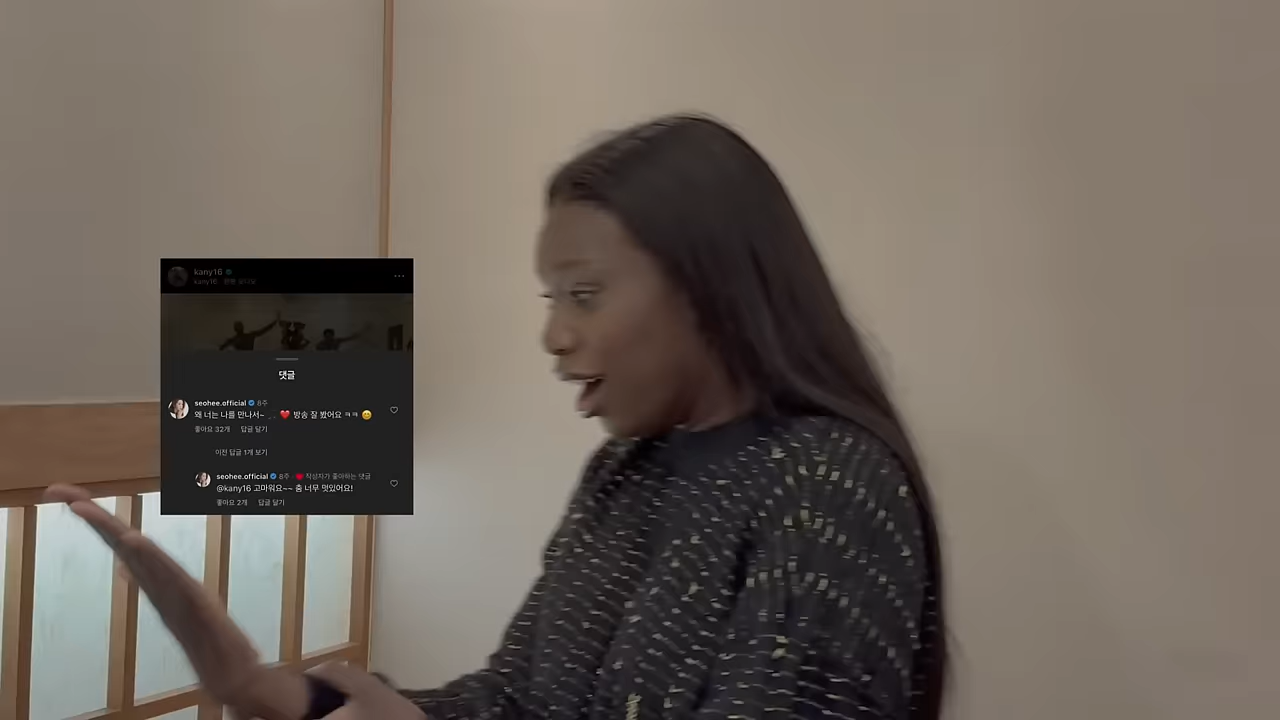 kany16
kany16
댓글
seohee.official 8주
왜 너는 나를 만나서~ ❤️ 방송 잘 봤어요 ㅋㅋ 😊
좋아요 32개 답글 달기
이전 답글 1개 보기
seohee.official 8주 작성자가 좋아하는 댓글
@kany16 고마워요~~ 춤 너무 멋있어요!
좋아요 2개 답글 달기